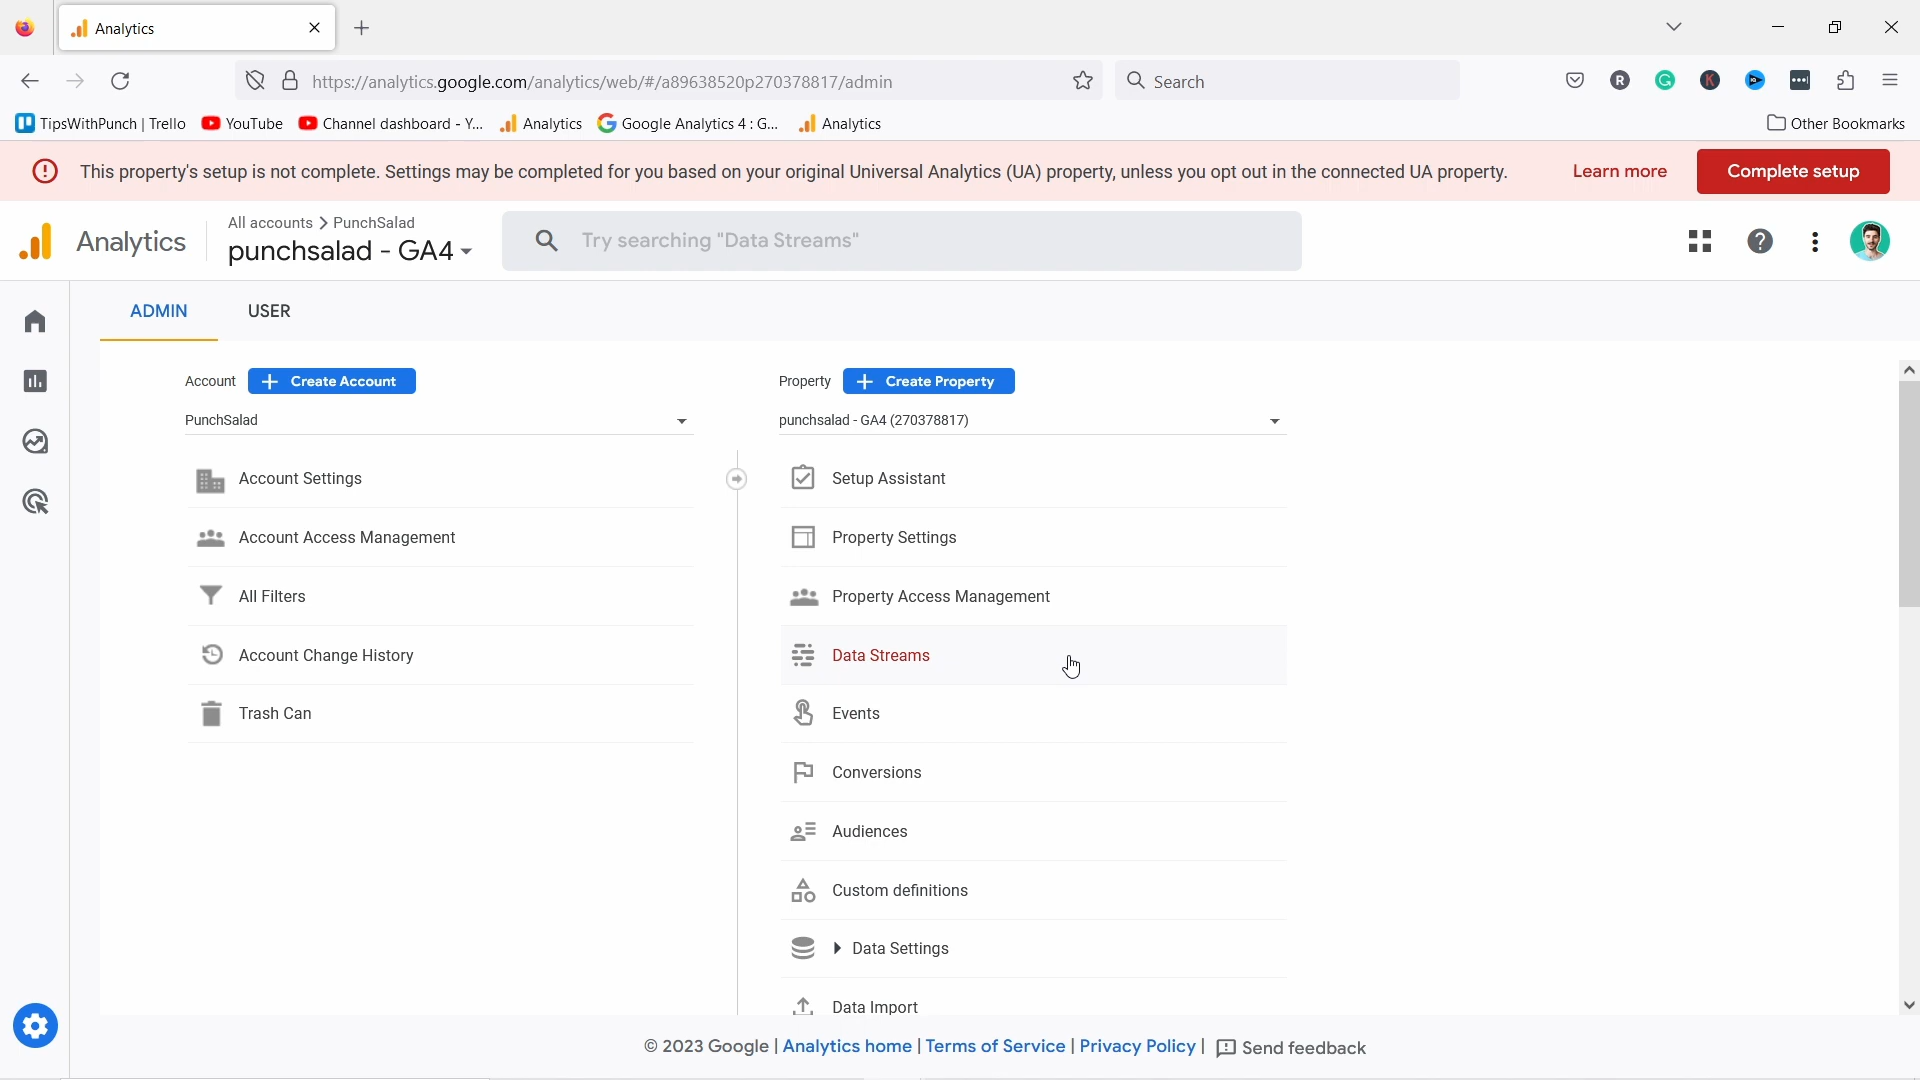 Analytics
https://analytics.google.com/analytics/web/#/a89638520p270378817/admin
Search
TipsWithPunch | Trello
YouTube
Channel dashboard - Y...
Analytics
Google Analytics 4 : G...
Analytics
Other Bookmarks
This property's setup is not complete. Settings may be completed for you based on your original Universal Analytics (UA) property, unless you opt out in the connected UA property.
Learn more
Complete setup
Analytics
All accounts > PunchSalad
punchsalad - GA4
Try searching "Data Streams"
ADMIN
USER
Account
+ Create Account
PunchSalad
Account Settings
Account Access Management
All Filters
Account Change History
Trash Can
Property
+ Create Property
punchsalad - GA4 (270378817)
Setup Assistant
Property Settings
Property Access Management
Data Streams
Events
Conversions
Audiences
Custom definitions
Data Settings
Data Import
© 2023 Google | Analytics home | Terms of Service | Privacy Policy | Send feedback